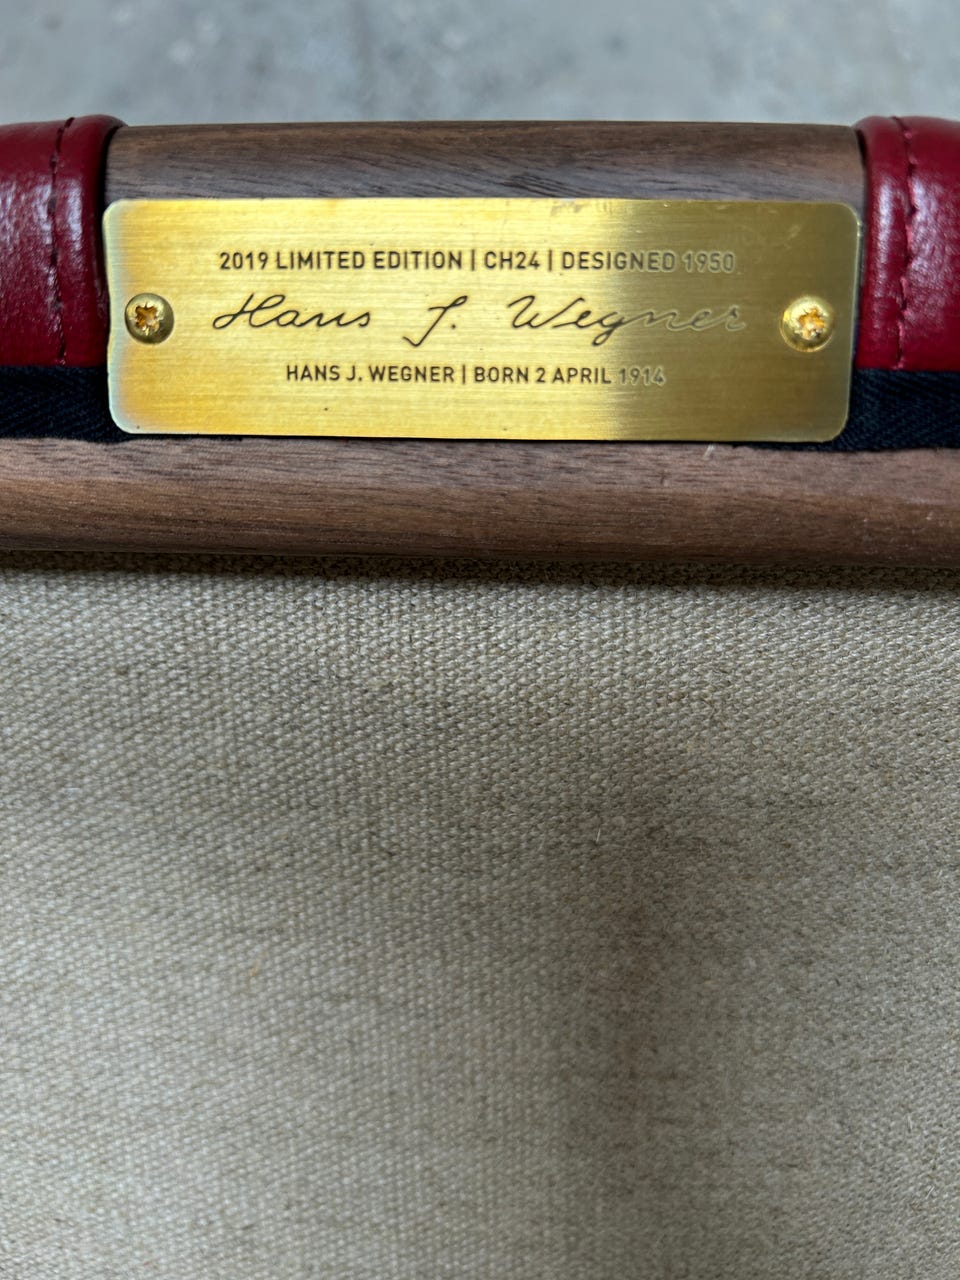 2019 LIMITED EDITION | CH24 | DESIGNED 1950
Hans J. Wegner
HANS J. WEGNER | BORN 2 APRIL 1914